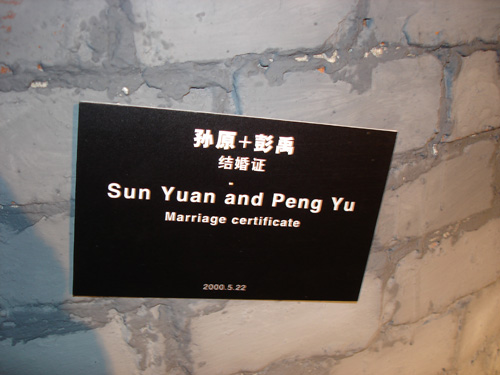 孙原+彭禹
结婚证
-
Sun Yuan and Peng Yu
Marriage certificate
2000.5.22